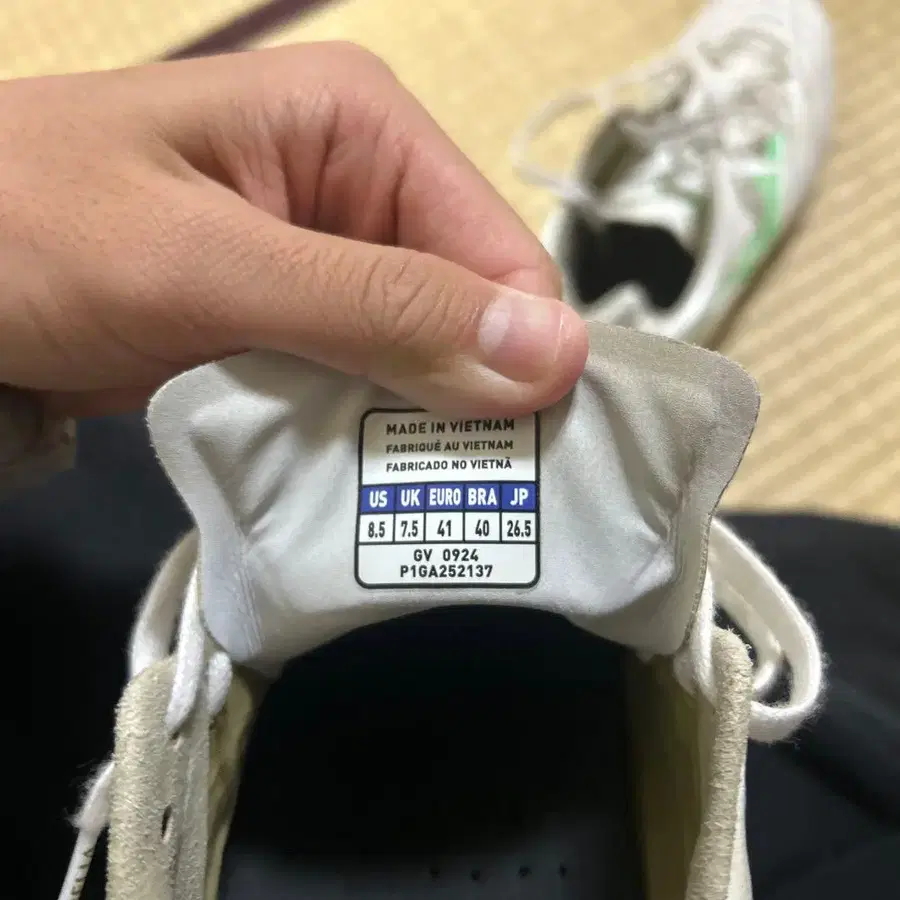 MADE IN VIETNAM
FABRIQUÉ AU VIETNAM
FABRICADO NO VIETNÃ
US UK EURO BRA JP
8.5 7.5 41 40 26.5
GV 0924
P1GA252137